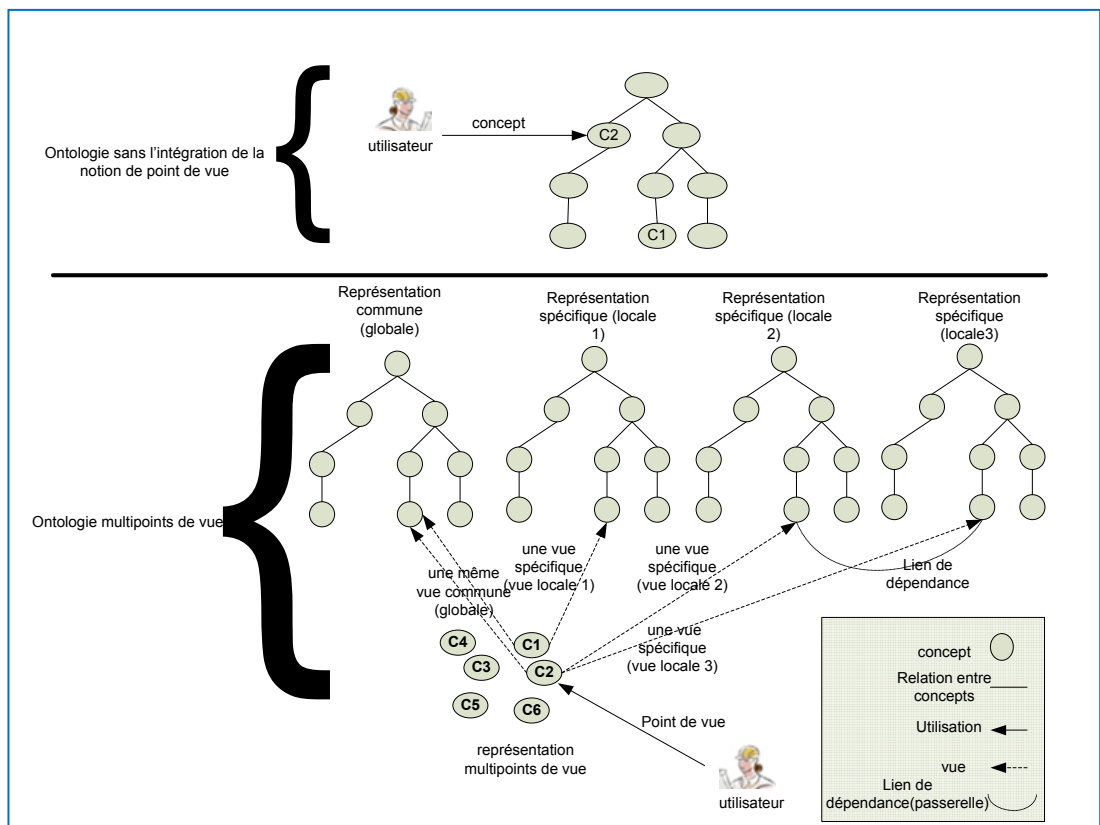 utilisateur
concept
C2
C1
Ontologie sans l'intégration de la
notion de point de vue
Représentation
commune
(globale)
Représentation
spécifique (locale
1)
Représentation
spécifique (locale
2)
Représentation
spécifique
(locale3)
Ontologie multipoints de vue
une même
vue commune
(globale)
une vue
spécifique
(vue locale 1)
une vue
spécifique
(vue locale 2)
Lien de
dépendance
une vue
spécifique
(vue locale 3)
C4
C1
C3
C2
C5
C6
Point de vue
représentation
multipoints de vue
utilisateur
concept
Relation entre
concepts
Utilisation
vue
Lien de
dépendance(passerelle)